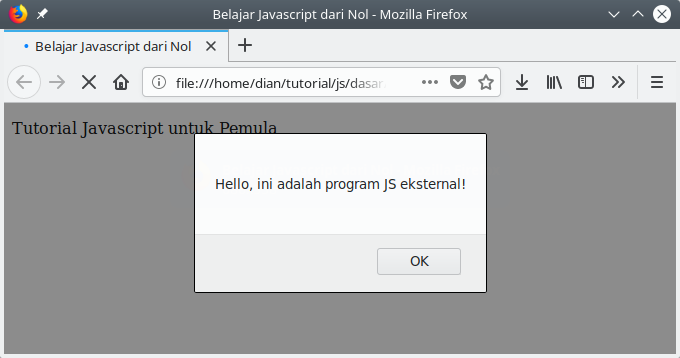 Belajar Javascript dari Nol - Mozilla Firefox
Belajar Javascript dari Nol
file:///home/dian/tutorial/js/dasar
Tutorial Javascript untuk Pemula
Hello, ini adalah program JS eksternal!
OK